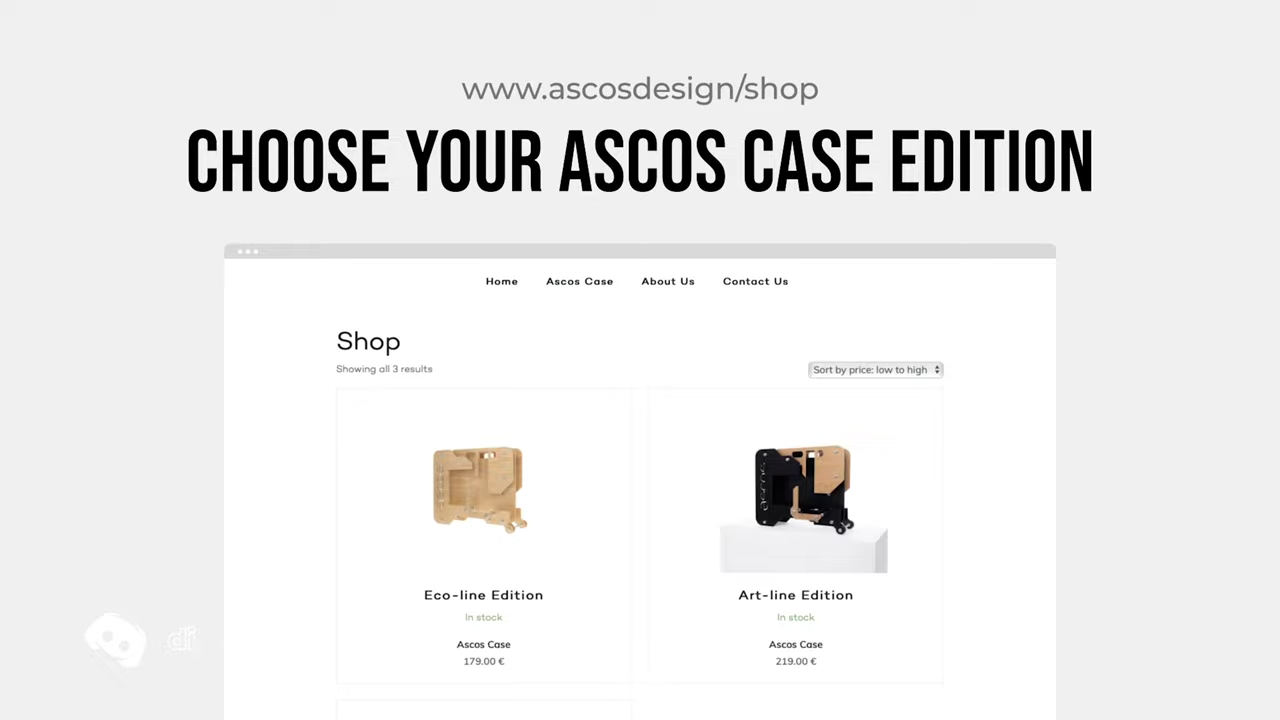 www.ascosdesign/shop
CHOOSE YOUR ASCOS CASE EDITION
Home Ascos Case About Us Contact Us
Shop
Showing all 3 results
Sort by price: low to high
ascos
Eco-line Edition
Art-line Edition
In stock
In stock
Ascos Case
Ascos Case
179.00 €
219.00 €
di